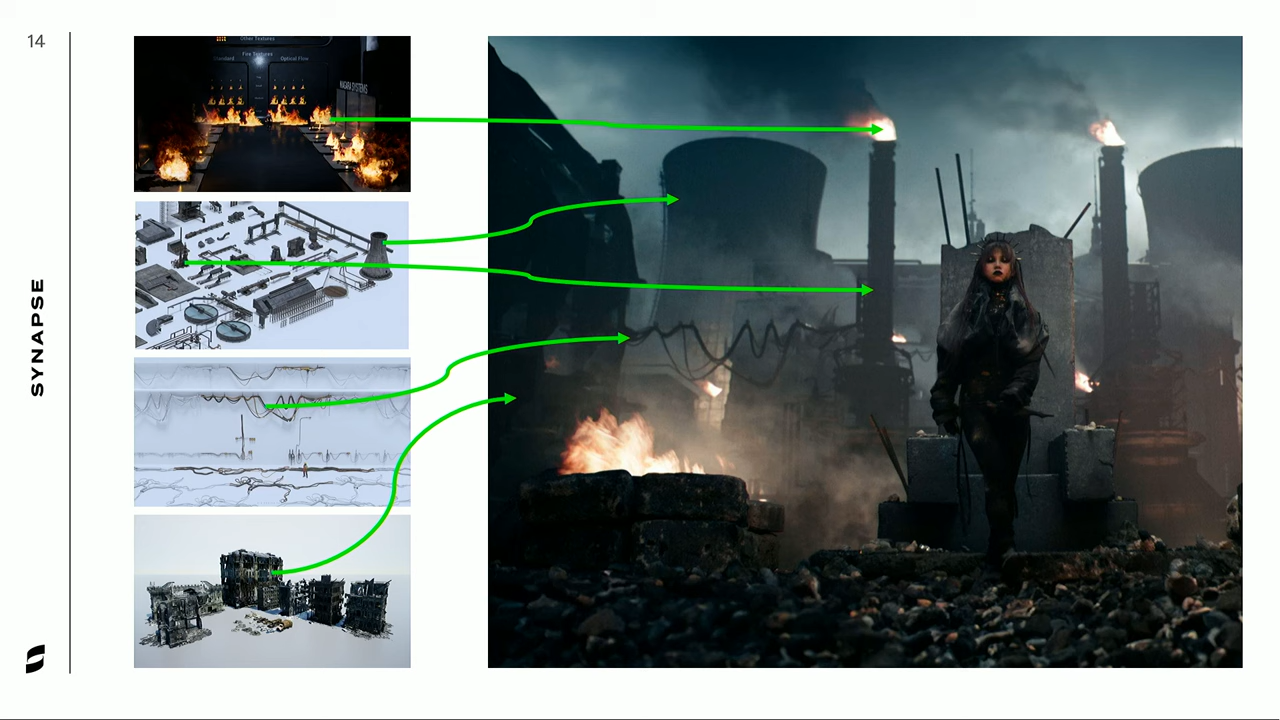 14
SYNAPSE
Other Textures
Fire Textures
Standard
Optical Flow
NIAGARA SYSTEMS